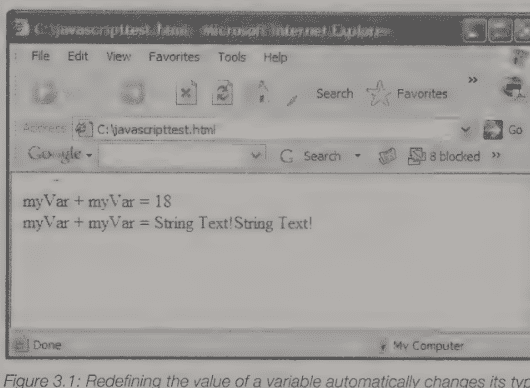 C:\javascripttest.html - Microsoft Internet Explorer
File Edit View Favorites Tools Help
Search Favorites »
Address C:\javascripttest.html Go
Google Search 8 blocked »
myVar + myVar = 18
myVar + myVar = String Text!String Text!
Done My Computer
Figure 3.1: Redefining the value of a variable automatically changes its